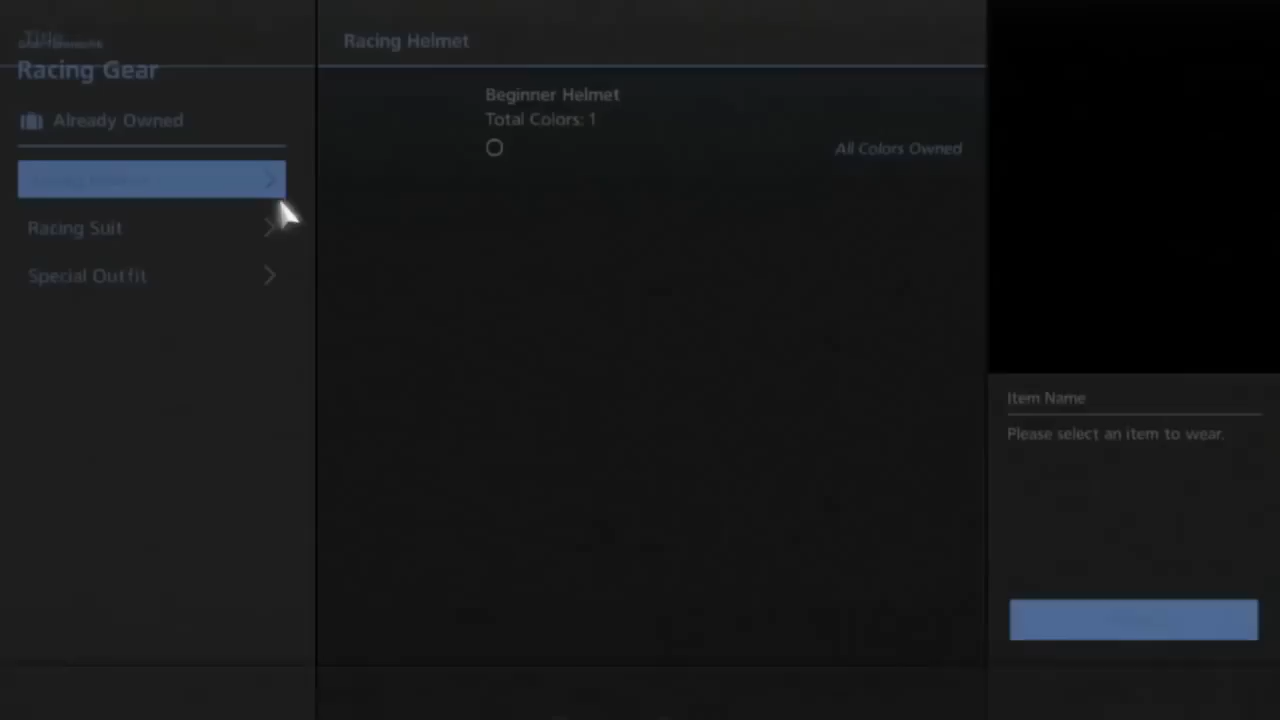 Title
Racing Gear
Already Owned
Racing Suit
Special Outfit
Racing Helmet
Beginner Helmet
Total Colors: 1
All Colors Owned
Item Name
Please select an item to wear.